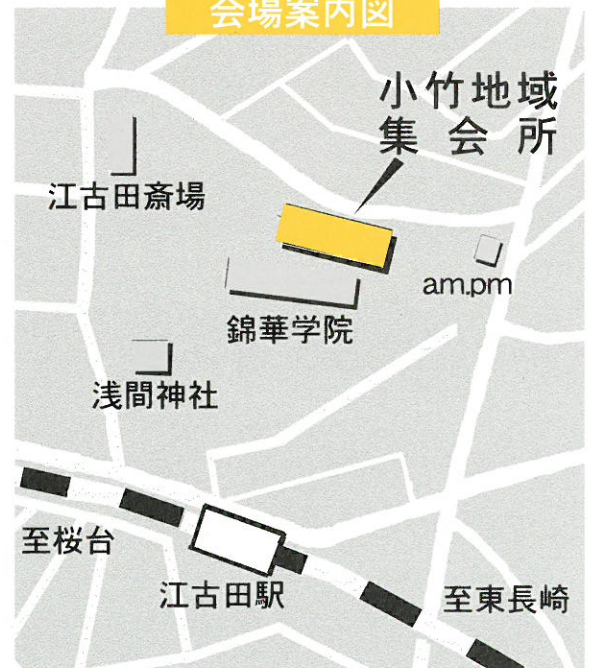 会場案内図
小竹地域
集会所
江古田斎場
am.pm
錦華学院
浅間神社
至桜台
江古田駅
至東長崎